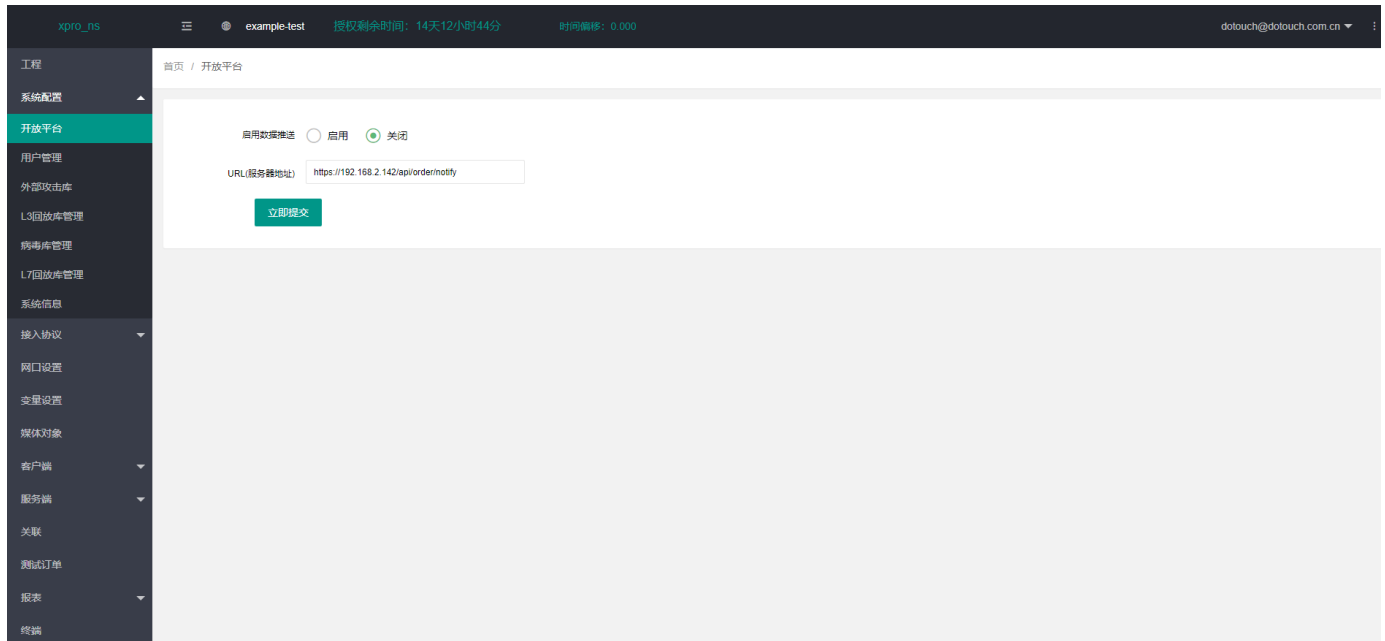 xpro_ns example-test 授权剩余时间：14天12小时44分 时间偏移：0.000 dotouch@dotouch.com.cn
工程
首页 / 开放平台
系统配置
开放平台
启用数据推送 启用 关闭
用户管理
URL(服务器地址) https://192.168.2.142/api/order/notify
外部攻击库
立即提交
L3回放库管理
病毒库管理
L7回放库管理
系统信息
接入协议
网口设置
变量设置
媒体对象
客户端
服务端
关联
测试订单
报表
终端